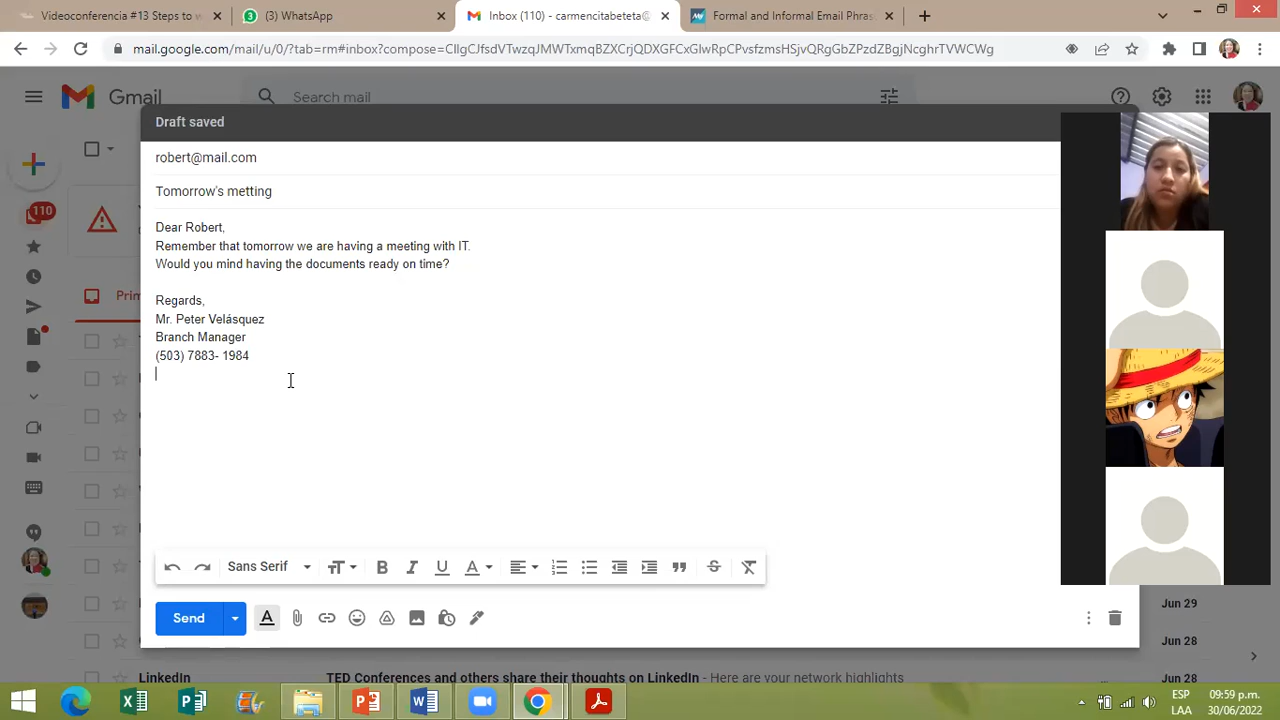 Videoconferencia #13 Steps to w
(3) WhatsApp
Inbox (110) - carmencitabeteta@
Formal and Informal Email Phras
mail.google.com/mail/u/0/?tab=rm#inbox?compose=CllgCJfsdVTwzqJMWTxmqBZXCrjQDXGFCxGlwRpCPvsfzmsHSjvQRgGbZPzdZBgjNcghrTVWCWg
Gmail
Search mail
Draft saved
robert@mail.com
110
Tomorrow's metting
Dear Robert,
Remember that tomorrow we are having a meeting with IT.
Would you mind having the documents ready on time?
Prim
Regards,
Mr. Peter Velásquez
Branch Manager
(503) 7883- 1984
Sans Serif
Send
Jun 29
Jun 28
LinkedIn
TED Conferences and others share their thoughts on LinkedIn - Here are your network highlights
Jun 28
ESP
LAA
09:59 p.m.
30/06/2022